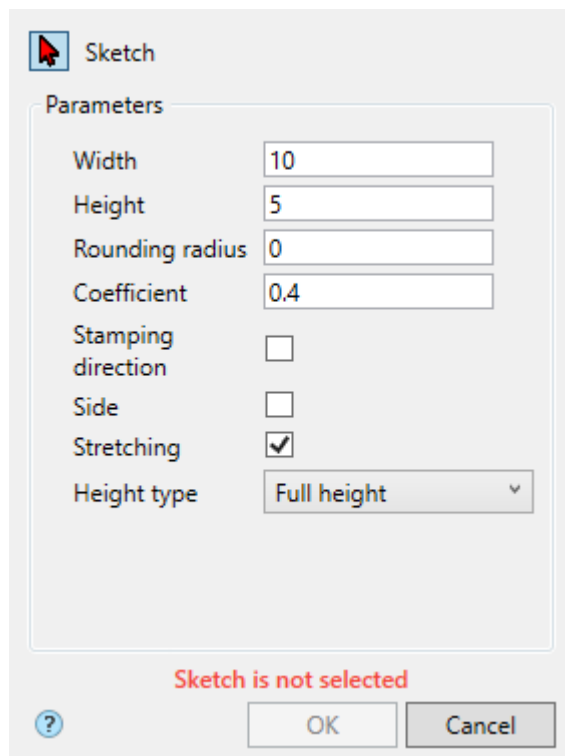 Sketch
Parameters
Width 10
Height 5
Rounding radius 0
Coefficient 0.4
Stamping
direction
Side
Stretching
Height type Full height
Sketch is not selected
? OK Cancel